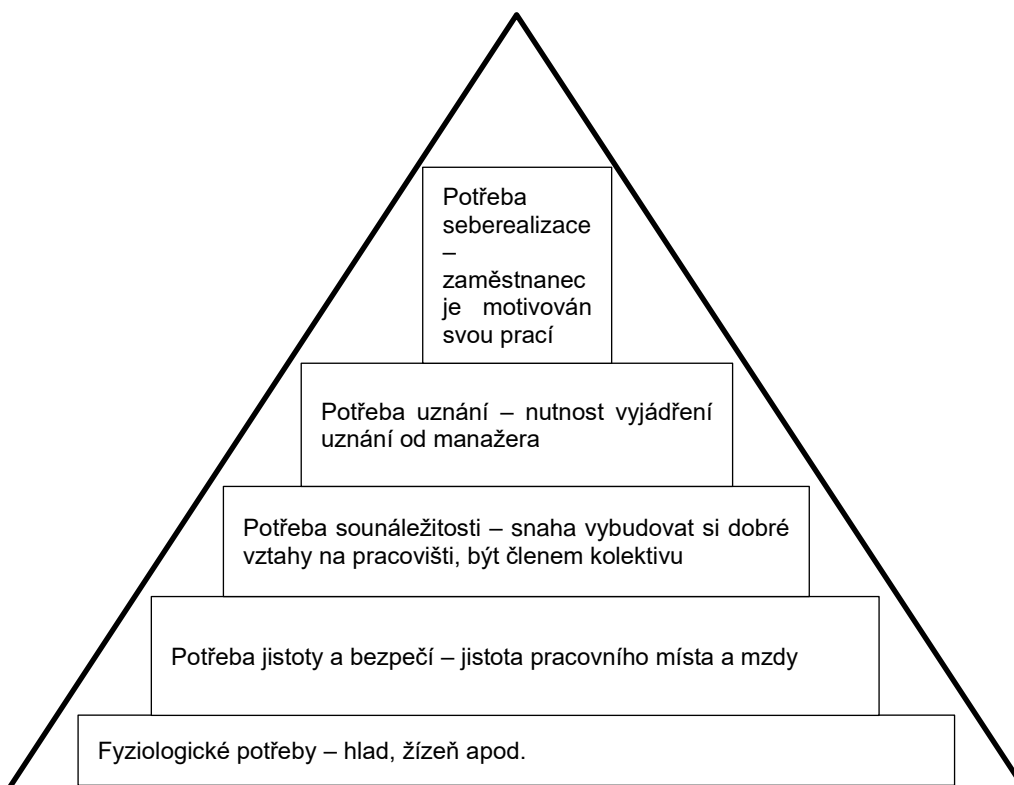 Potřeba
seberealizace
–
zaměstnanec
je motivován
svou prací
Potřeba uznání – nutnost vyjádření
uznání od manažera
Potřeba sounáležitosti – snaha vybudovat si dobré
vztahy na pracovišti, být členem kolektivu
Potřeba jistoty a bezpečí – jistota pracovního místa a mzdy
Fyziologické potřeby – hlad, žízeň apod.